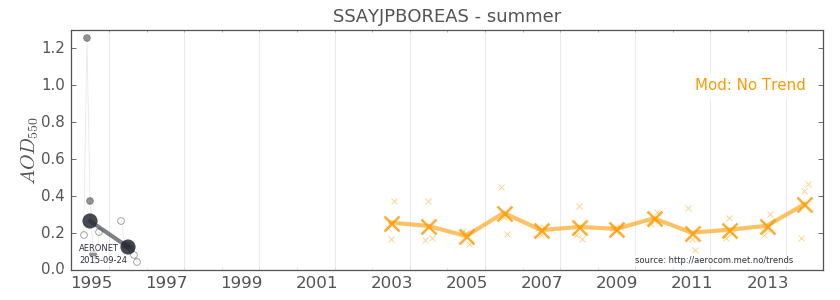 SSAYJPBOREAS - summer
1.2
1.0
0.8
0.6
0.4
0.2
0.0
AOD550
Mod: No Trend
AERONET
2015-09-24
source: http://aerocom.met.no/trends
1995 1997 1999 2001 2003 2005 2007 2009 2011 2013